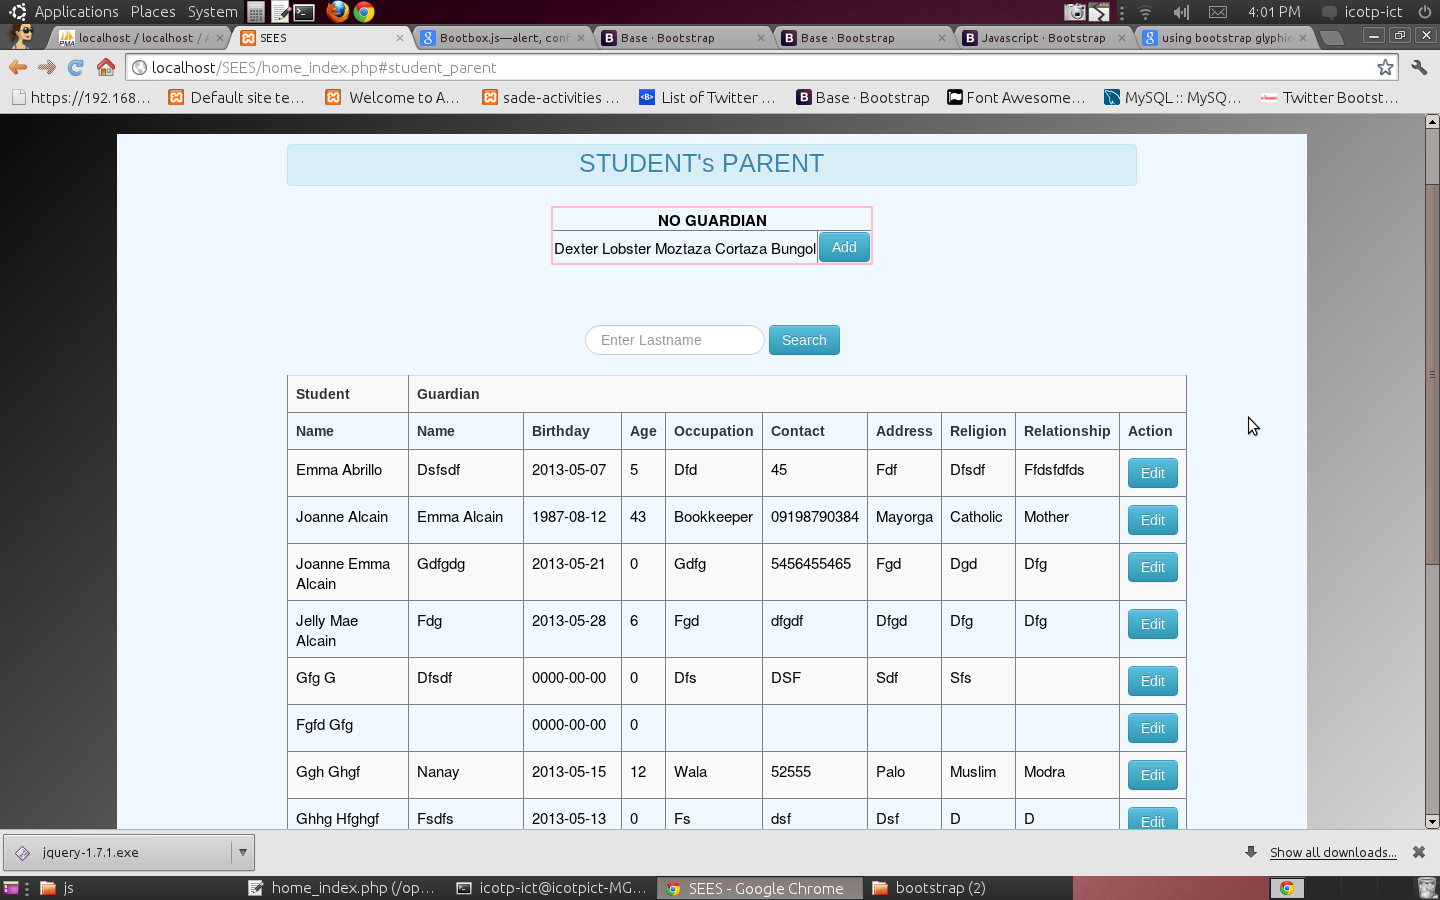 Applications Places System 4:01 PM icotp-ict
localhost / localhost / SEES Bootbox.js—alert, con Base · Bootstrap Base · Bootstrap Javascript · Bootstrap using bootstrap glyphic
localhost/SEES/home_index.php#student_parent
https://192.168... Default site te... Welcome to A... sade-activities ... List of Twitter ... Base · Bootstrap Font Awesome... MySQL :: MySQ... Twitter Bootst...
STUDENT's PARENT
NO GUARDIAN
Dexter Lobster Moztaza Cortaza Bungol Add
Enter Lastname Search
Student Guardian
Name Name Birthday Age Occupation Contact Address Religion Relationship Action
Emma Abrillo Dsfsdf 2013-05-07 5 Dfd 45 Fdf Dfsdf Ffdsfdfds Edit
Joanne Alcain Emma Alcain 1987-08-12 43 Bookkeeper 09198790384 Mayorga Catholic Mother Edit
Joanne Emma Alcain Gdfgdg 2013-05-21 0 Gdfg 5456455465 Fgd Dgd Dfg Edit
Jelly Mae Alcain Fdg 2013-05-28 6 Fgd dfgdf Dfgd Dfg Dfg Edit
Gfg G Dfsdf 0000-00-00 0 Dfs DSF Sdf Sfs Edit
Fgfd Gfg 0000-00-00 0 Edit
Ggh Ghgf Nanay 2013-05-15 12 Wala 52555 Palo Muslim Modra Edit
Ghhg Hfghgf Fsdfs 2013-05-13 0 Fs dsf Dsf D D Edit
jquery-1.7.1.exe Show all downloads...
js home_index.php (/op... icotp-ict@icotpict-MG... SEES - Google Chrome bootstrap (2)